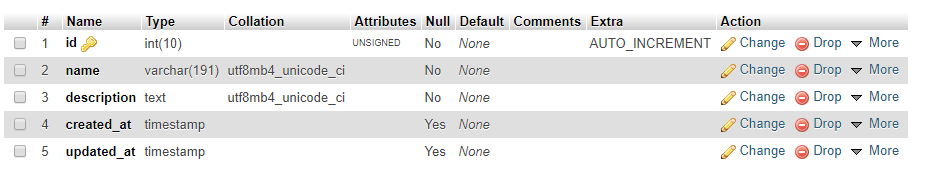 # Name Type Collation Attributes Null Default Comments Extra Action
1 id int(10) UNSIGNED No None AUTO_INCREMENT Change Drop More
2 name varchar(191) utf8mb4_unicode_ci No None Change Drop More
3 description text utf8mb4_unicode_ci No None Change Drop More
4 created_at timestamp Yes None Change Drop More
5 updated_at timestamp Yes None Change Drop More